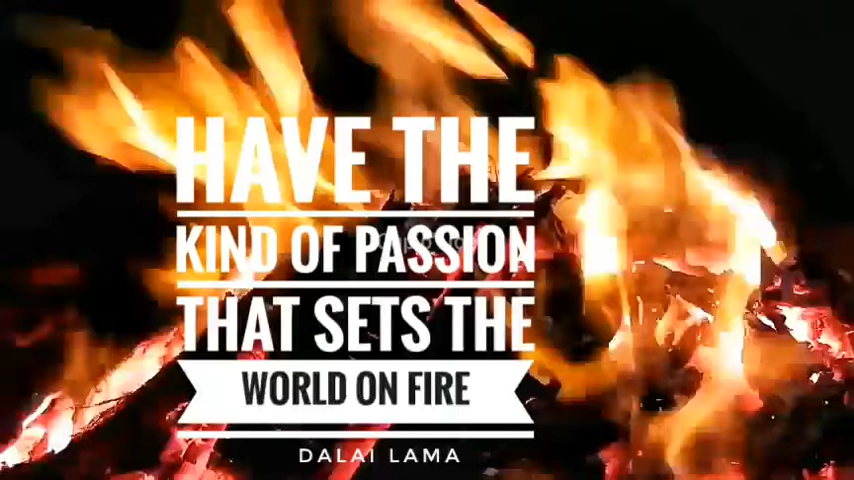 HAVE THE
KIND OF PASSION
THAT SETS THE
WORLD ON FIRE
DALAI LAMA